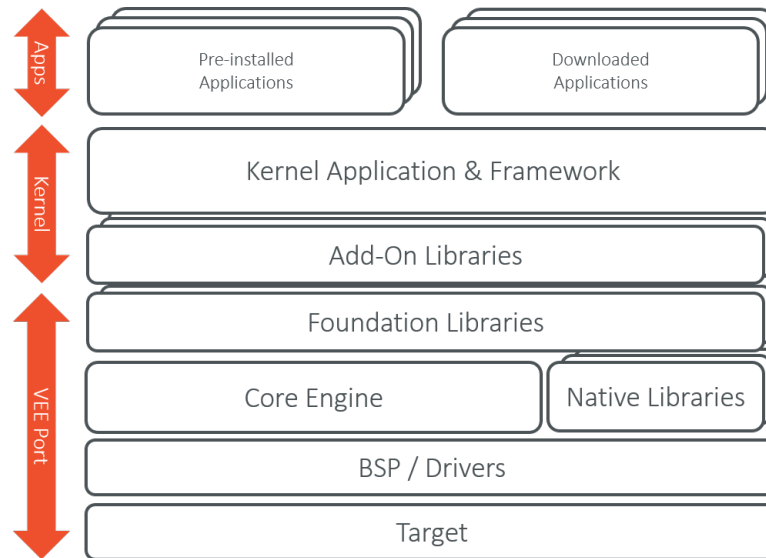 Apps
Pre-installed
Applications
Downloaded
Applications
Kernel
Kernel Application & Framework
Add-On Libraries
VEE Port
Foundation Libraries
Core Engine
Native Libraries
BSP / Drivers
Target